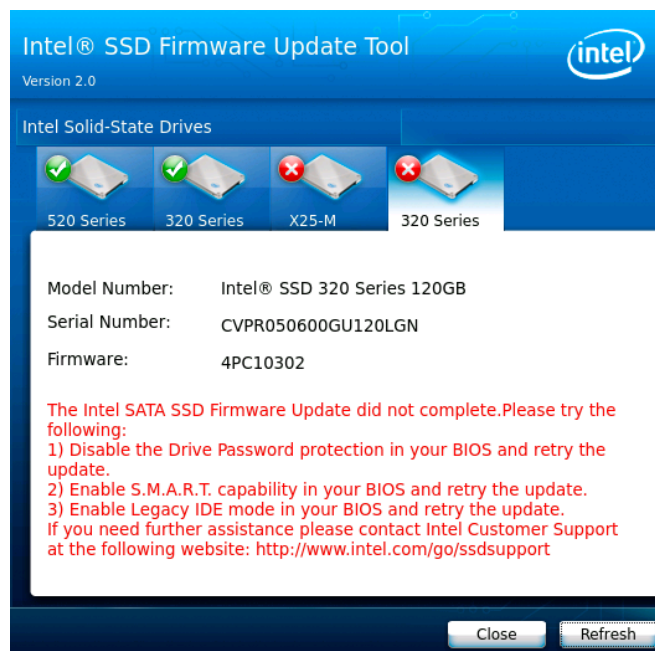 Intel® SSD Firmware Update Tool
intel
Version 2.0
Intel Solid-State Drives
520 Series
320 Series
X25-M
320 Series
Model Number: Intel® SSD 320 Series 120GB
Serial Number: CVPR050600GU120LGN
Firmware: 4PC10302
The Intel SATA SSD Firmware Update did not complete.Please try the
following:
1) Disable the Drive Password protection in your BIOS and retry the
update.
2) Enable S.M.A.R.T. capability in your BIOS and retry the update.
3) Enable Legacy IDE mode in your BIOS and retry the update.
If you need further assistance please contact Intel Customer Support
at the following website: http://www.intel.com/go/ssdsupport
Close
Refresh